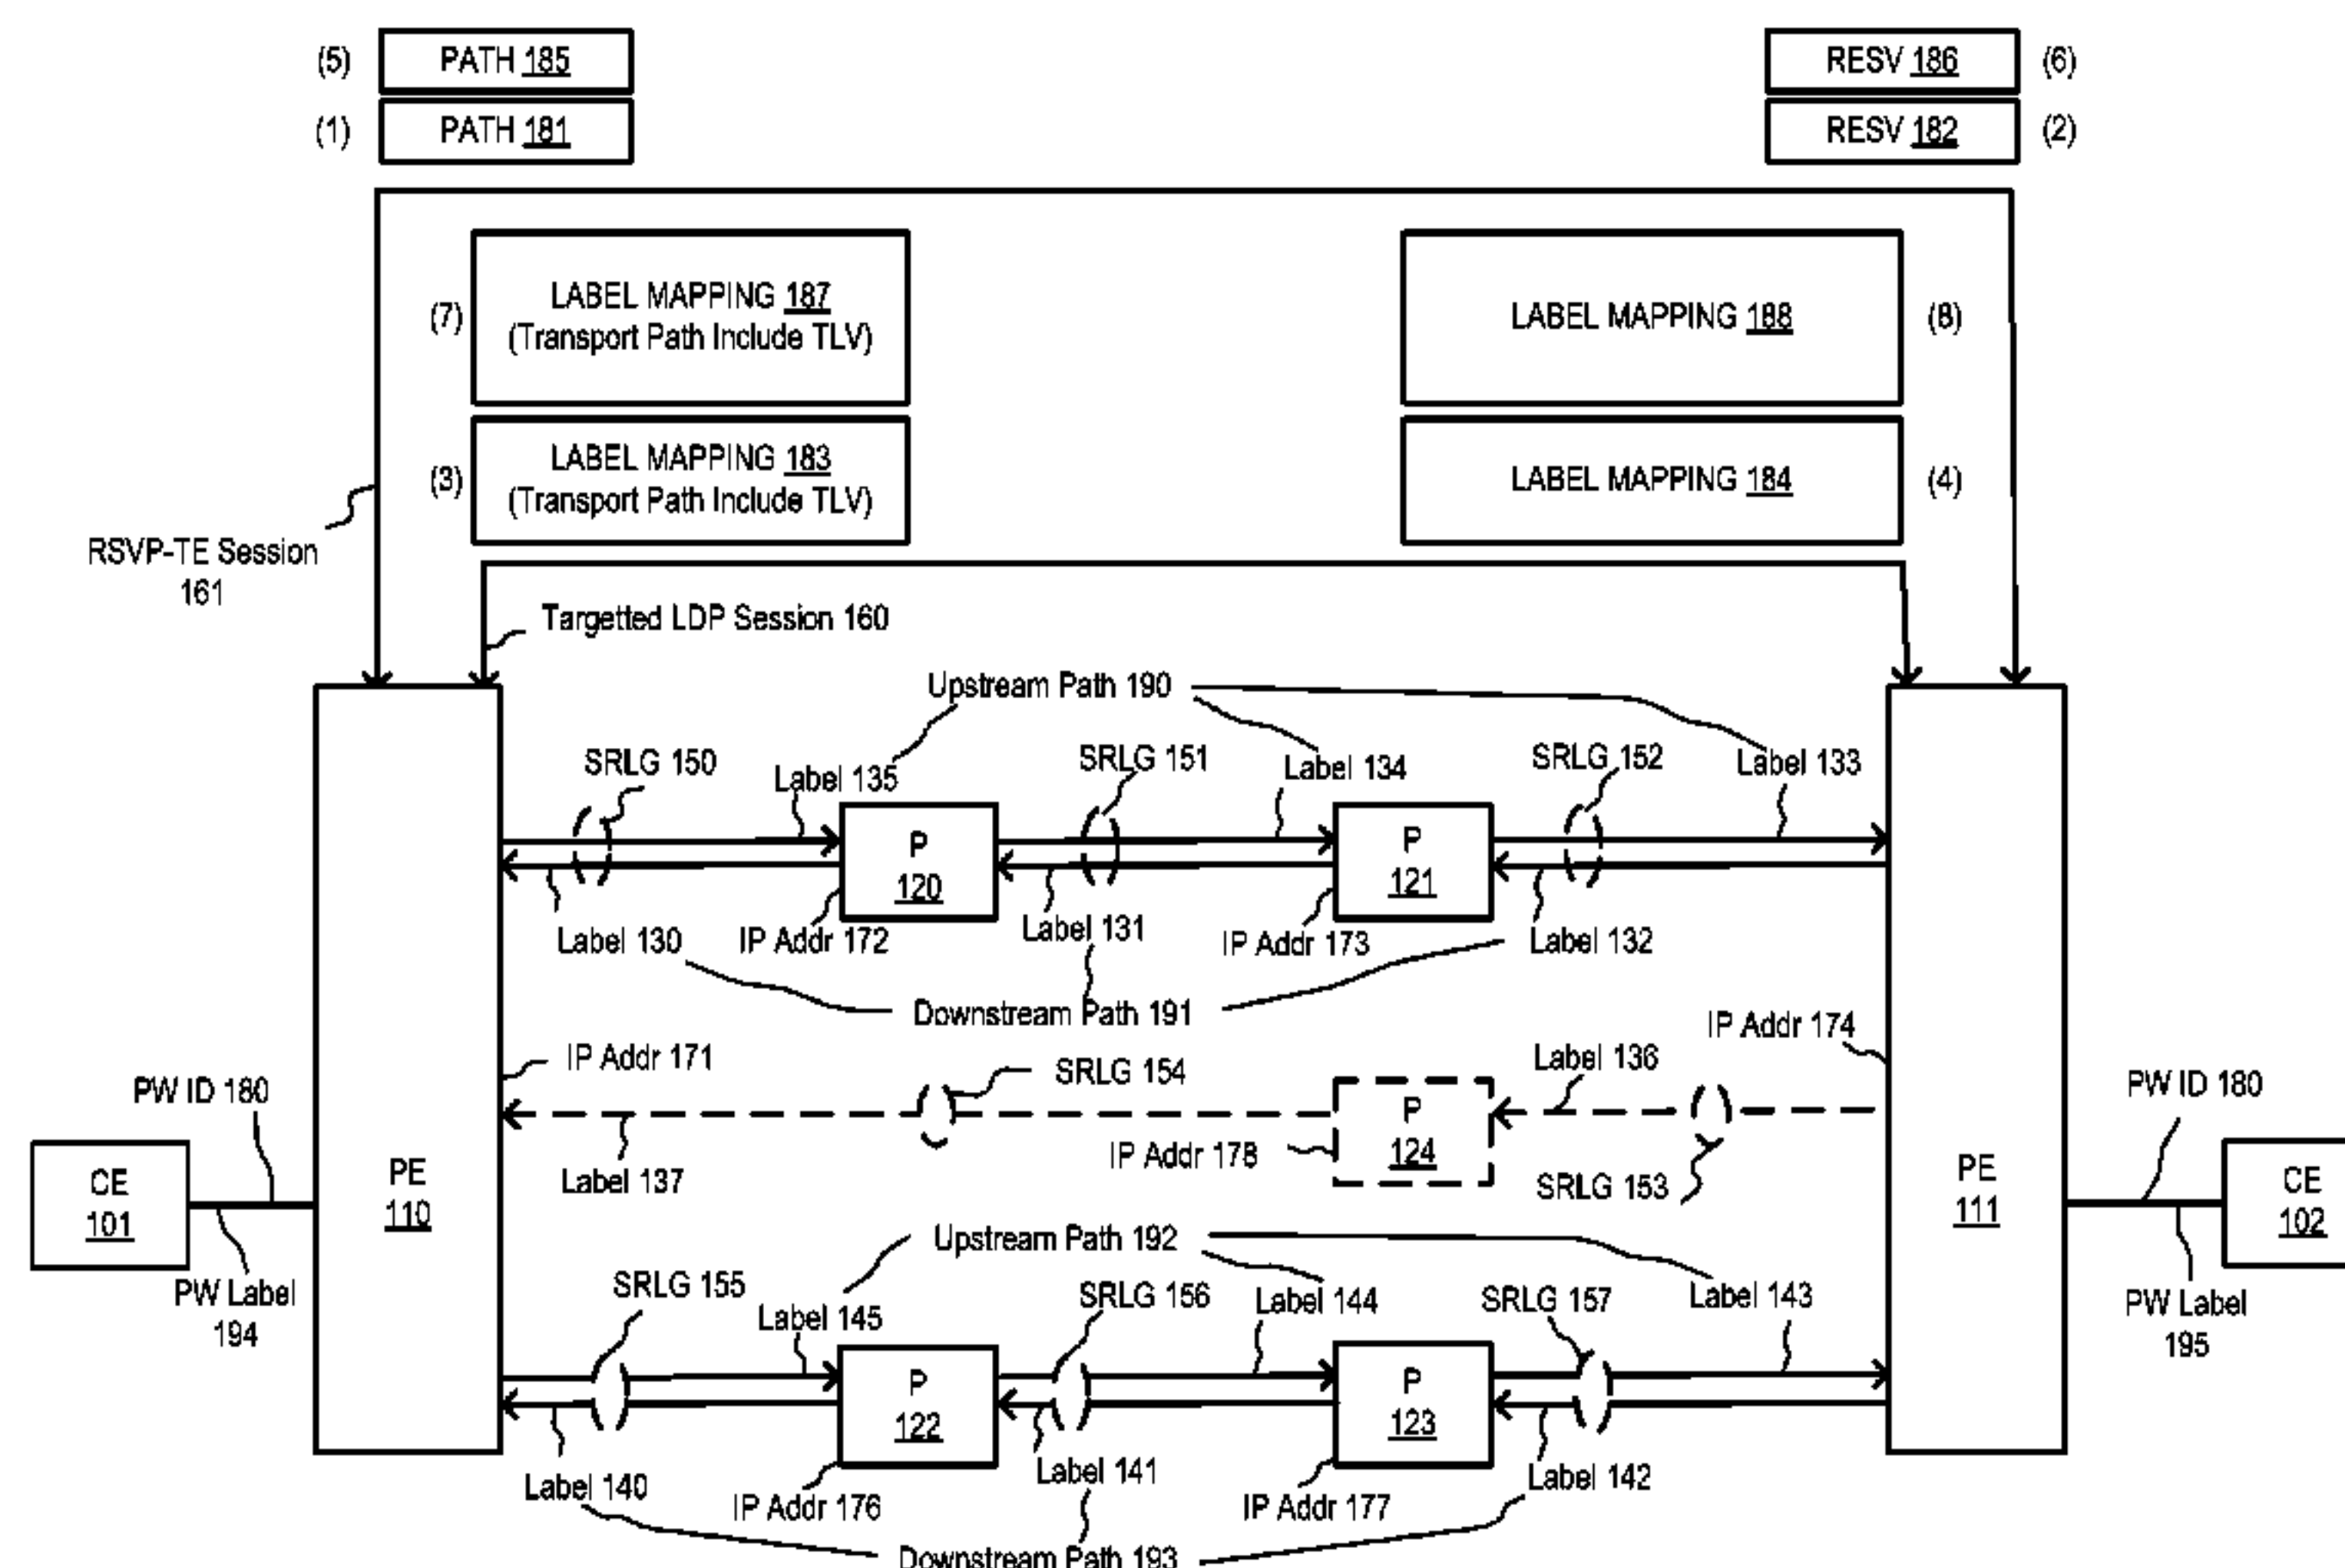 (5) PATH 185
RESV 186 (6)
(1) PATH 181
RESV 182 (2)
LABEL MAPPING 187
(Transport Path Include TLV)
(7)
LABEL MAPPING 188 (8)
LABEL MAPPING 183
(Transport Path Include TLV)
(3)
LABEL MAPPING 184 (4)
RSVP-TE Session
161
Targetted LDP Session 160
Upstream Path 190
SRLG 150
Label 135
SRLG 151
Label 134
SRLG 152
Label 133
P
120
P
121
Label 130
IP Addr 172
Label 131
IP Addr 173
Label 132
Downstream Path 191
IP Addr 174
IP Addr 171
SRLG 154
Label 136
PW ID 180
PW ID 180
P
124
IP Addr 178
Label 137
SRLG 153
CE
101
PE
110
PE
111
CE
102
Upstream Path 192
PW Label
194
SRLG 155
Label 145
SRLG 156
Label 144
SRLG 157
Label 143
PW Label
195
P
122
P
123
Label 140
IP Addr 176
Label 141
IP Addr 177
Label 142
Downstream Path 193